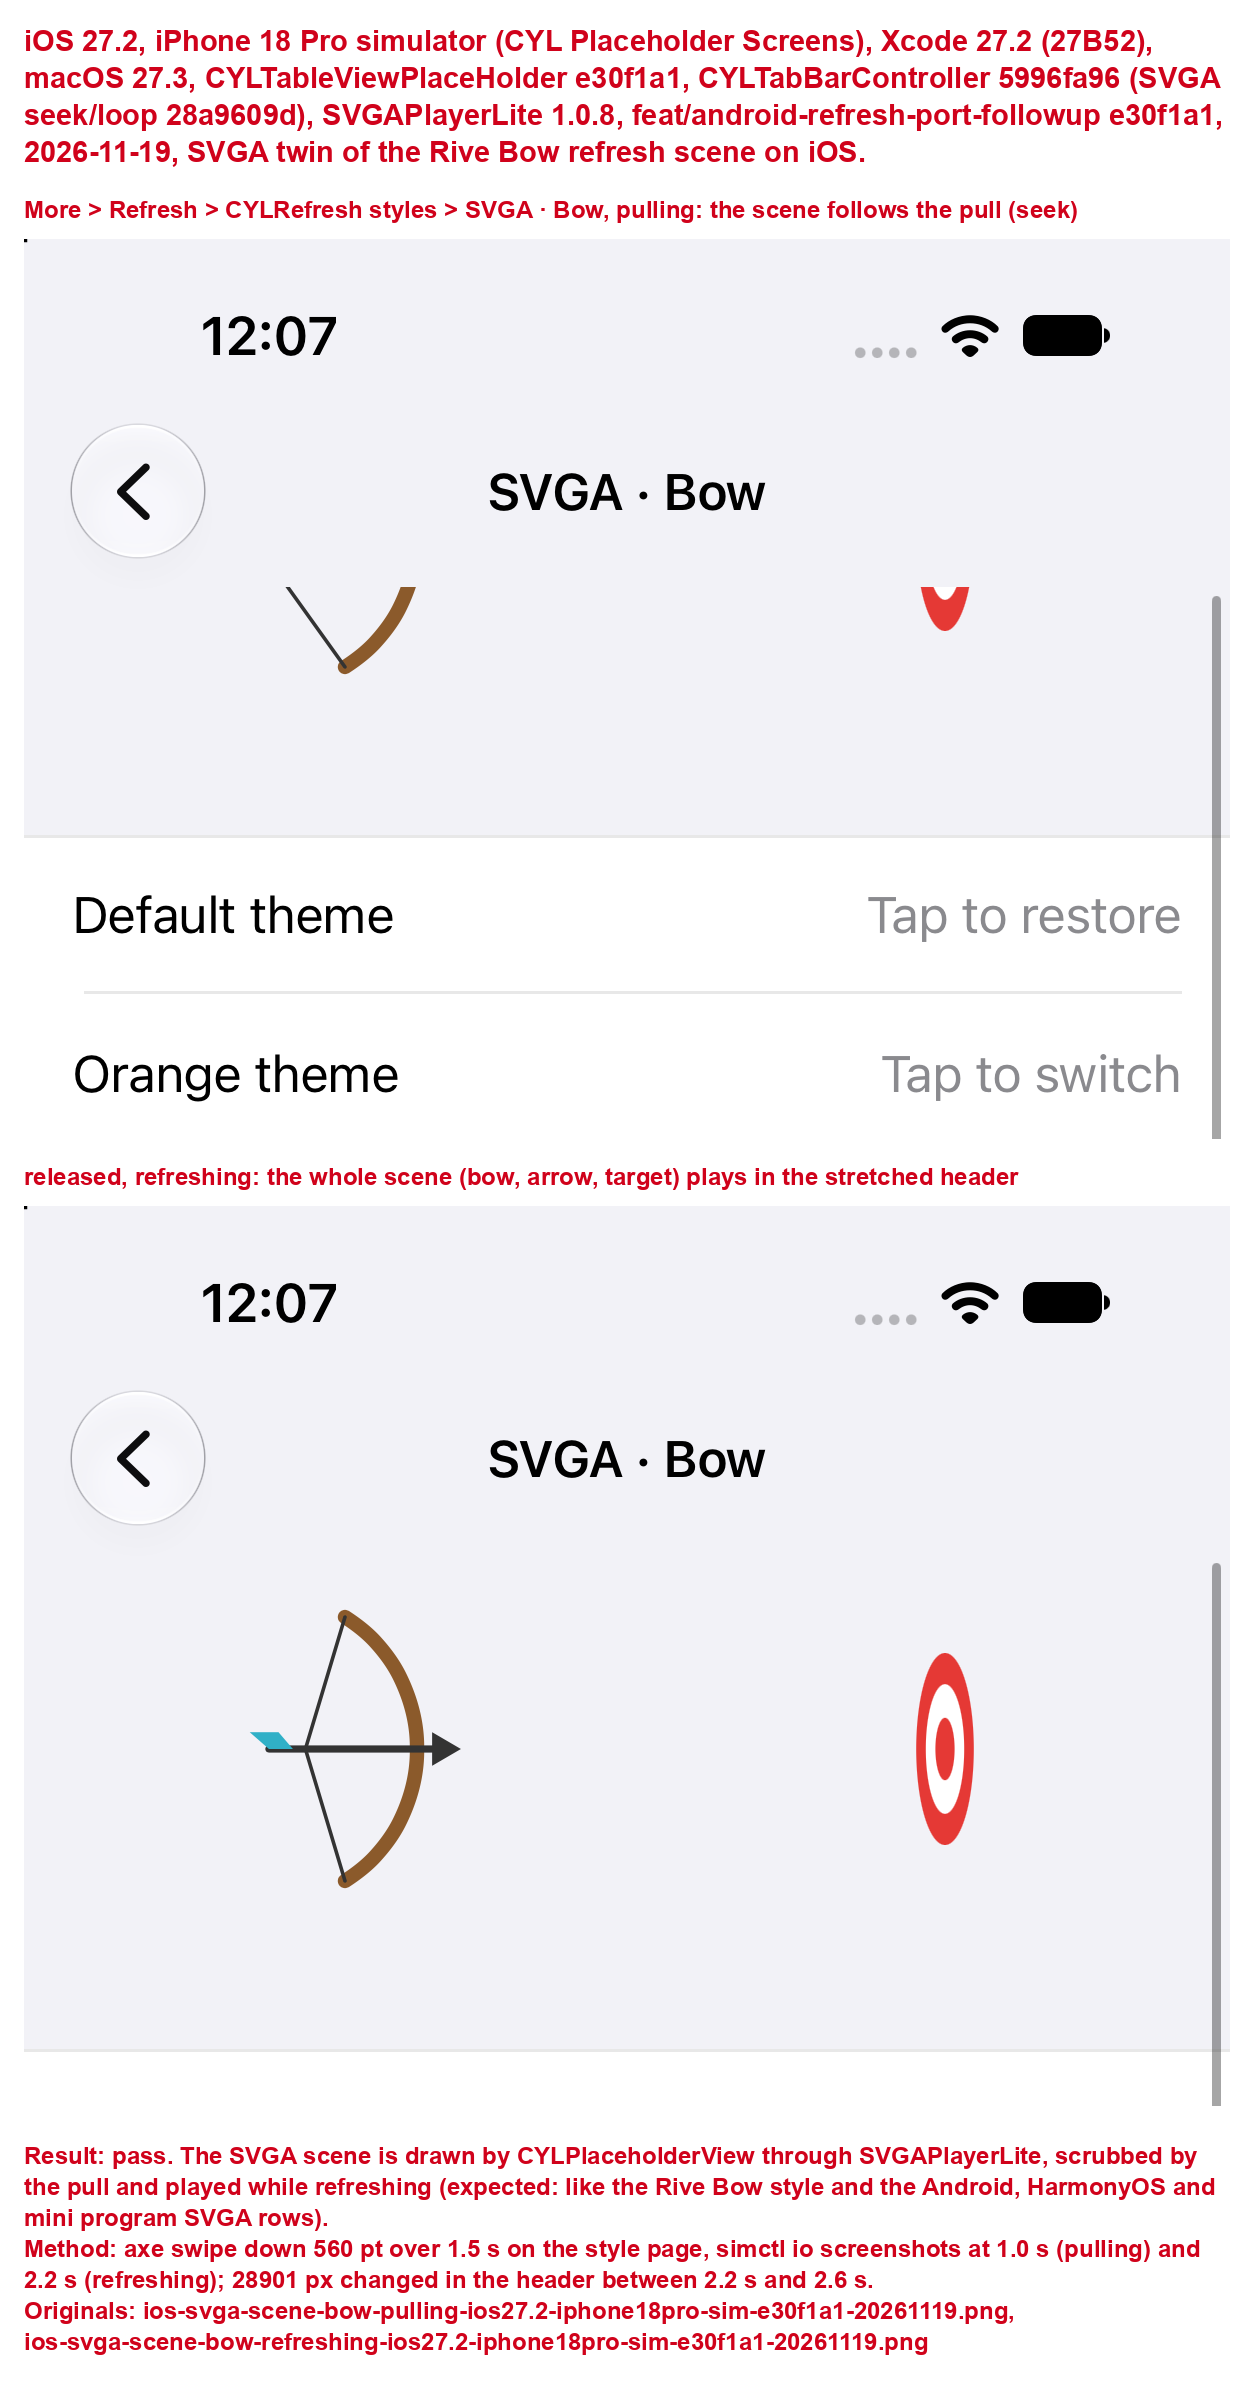 iOS 27.2, iPhone 18 Pro simulator (CYL Placeholder Screens), Xcode 27.2 (27B52),
macOS 27.3, CYLTableViewPlaceHolder e30f1a1, CYLTabBarController 5996fa96 (SVGA
seek/loop 28a9609d), SVGAPlayerLite 1.0.8, feat/android-refresh-port-followup e30f1a1,
2026-11-19, SVGA twin of the Rive Bow refresh scene on iOS.
More > Refresh > CYLRefresh styles > SVGA · Bow, pulling: the scene follows the pull (seek)
12:07
SVGA · Bow
Default theme Tap to restore
Orange theme Tap to switch
released, refreshing: the whole scene (bow, arrow, target) plays in the stretched header
12:07
SVGA · Bow
Result: pass. The SVGA scene is drawn by CYLPlaceholderView through SVGAPlayerLite, scrubbed by
the pull and played while refreshing (expected: like the Rive Bow style and the Android, HarmonyOS and
mini program SVGA rows).
Method: axe swipe down 560 pt over 1.5 s on the style page, simctl io screenshots at 1.0 s (pulling) and
2.2 s (refreshing); 28901 px changed in the header between 2.2 s and 2.6 s.
Originals: ios-svga-scene-bow-pulling-ios27.2-iphone18pro-sim-e30f1a1-20261119.png,
ios-svga-scene-bow-refreshing-ios27.2-iphone18pro-sim-e30f1a1-20261119.png